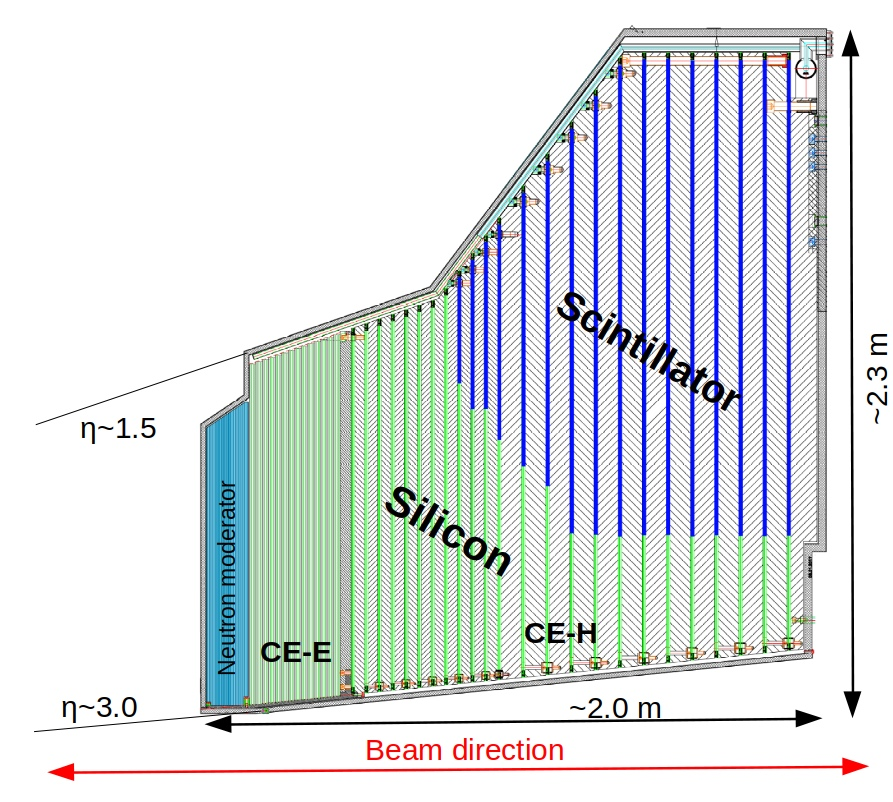 Scintillator
~2.3 m
η~1.5
Silicon
Neutron moderator
CE-E
CE-H
η~3.0
~2.0 m
Beam direction